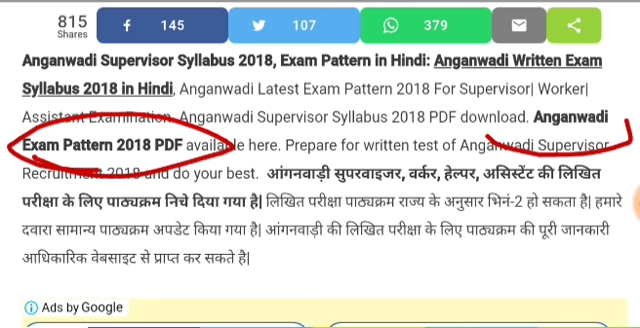 815
Shares
145
107
379
Anganwadi Supervisor Syllabus 2018, Exam Pattern in Hindi: Anganwadi Written Exam
Syllabus 2018 in Hindi, Anganwadi Latest Exam Pattern 2018 For Supervisor| Worker|
Assistant Examination. Anganwadi Supervisor Syllabus 2018 PDF download. Anganwadi
Exam Pattern 2018 PDF available here. Prepare for written test of Anganwadi Supervisor
Recruitment 2018 and do your best. आंगनवाड़ी सुपरवाइजर, वर्कर, हेल्पर, असिस्टेंट की लिखित
परीक्षा के लिए पाठ्यक्रम निचे दिया गया है| लिखित परीक्षा पाठ्यक्रम राज्य के अनुसार भिनं-2 हो सकता है| हमारे
दवारा सामान्य पाठ्यक्रम अपडेट किया गया है| आंगनवाड़ी की लिखित परीक्षा के लिए पाठ्यक्रम की पूरी जानकारी
आधिकारिक वेबसाइट से प्राप्त कर सकते है|
Ads by Google